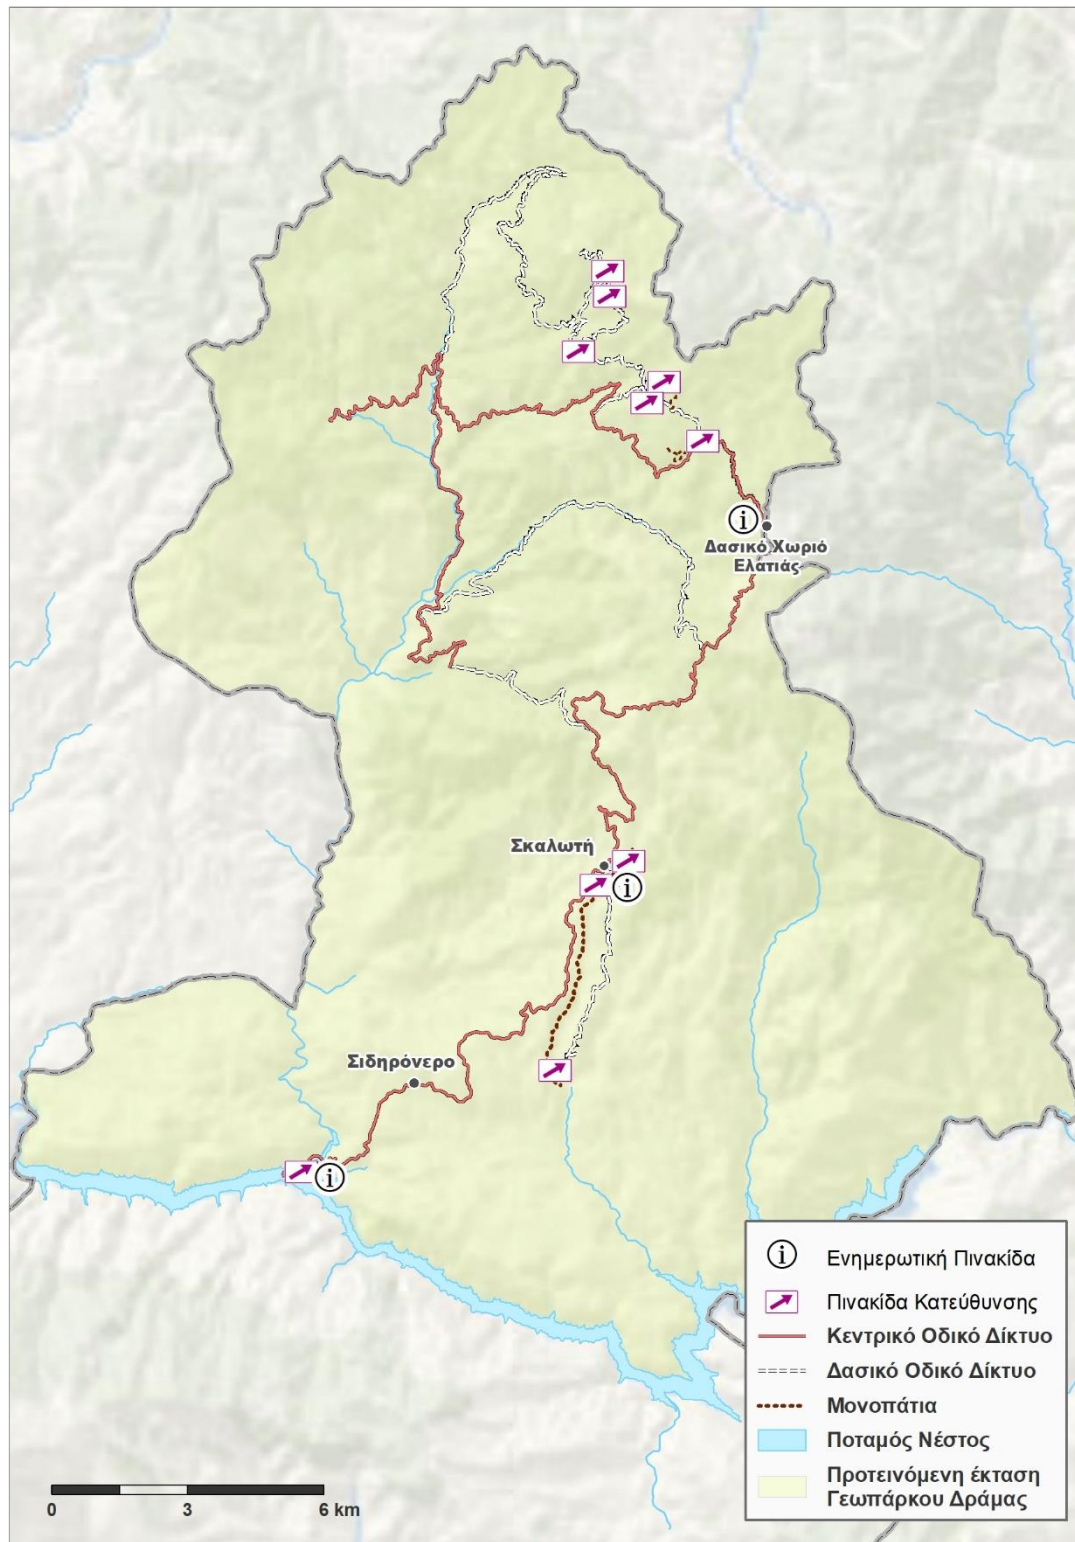 Δασικό Χωριό
Ελατιάς
Σκαλωτή
Σιδηρόνερο
Ενημερωτική Πινακίδα
Πινακίδα Κατεύθυνσης
Κεντρικό Οδικό Δίκτυο
Δασικό Οδικό Δίκτυο
Μονοπάτια
Ποταμός Νέστος
Προτεινόμενη έκταση
Γεωπάρκου Δράμας
0 3 6 km